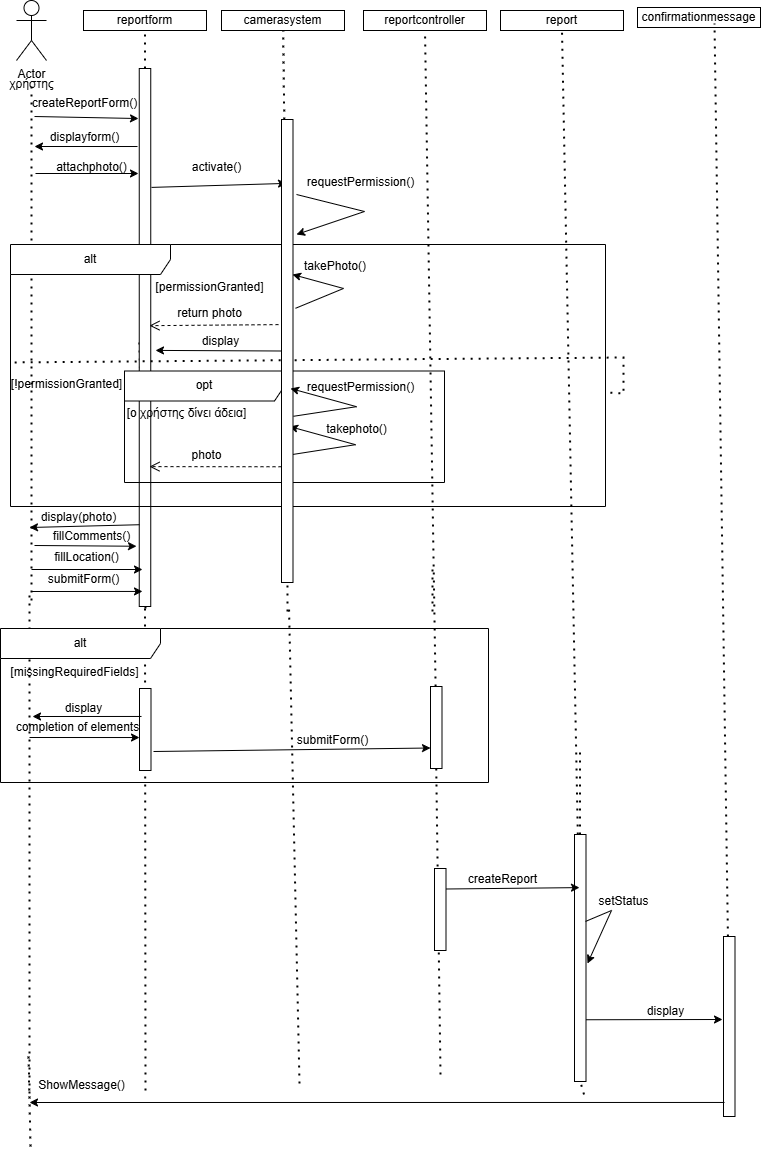 reportform
camerasystem
reportcontroller
report
confirmationmessage
Actor
χρήστης
createReportForm()
displayform()
attachphoto()
activate()
requestPermission()
alt
takePhoto()
[permissionGranted]
return photo
display
[!permissionGranted]
opt
requestPermission()
[ο χρήστης δίνει άδεια]
takephoto()
photo
display(photo)
fillComments()
fillLocation()
submitForm()
alt
[missingRequiredFields]
display
completion of elements
submitForm()
createReport
setStatus
display
ShowMessage()